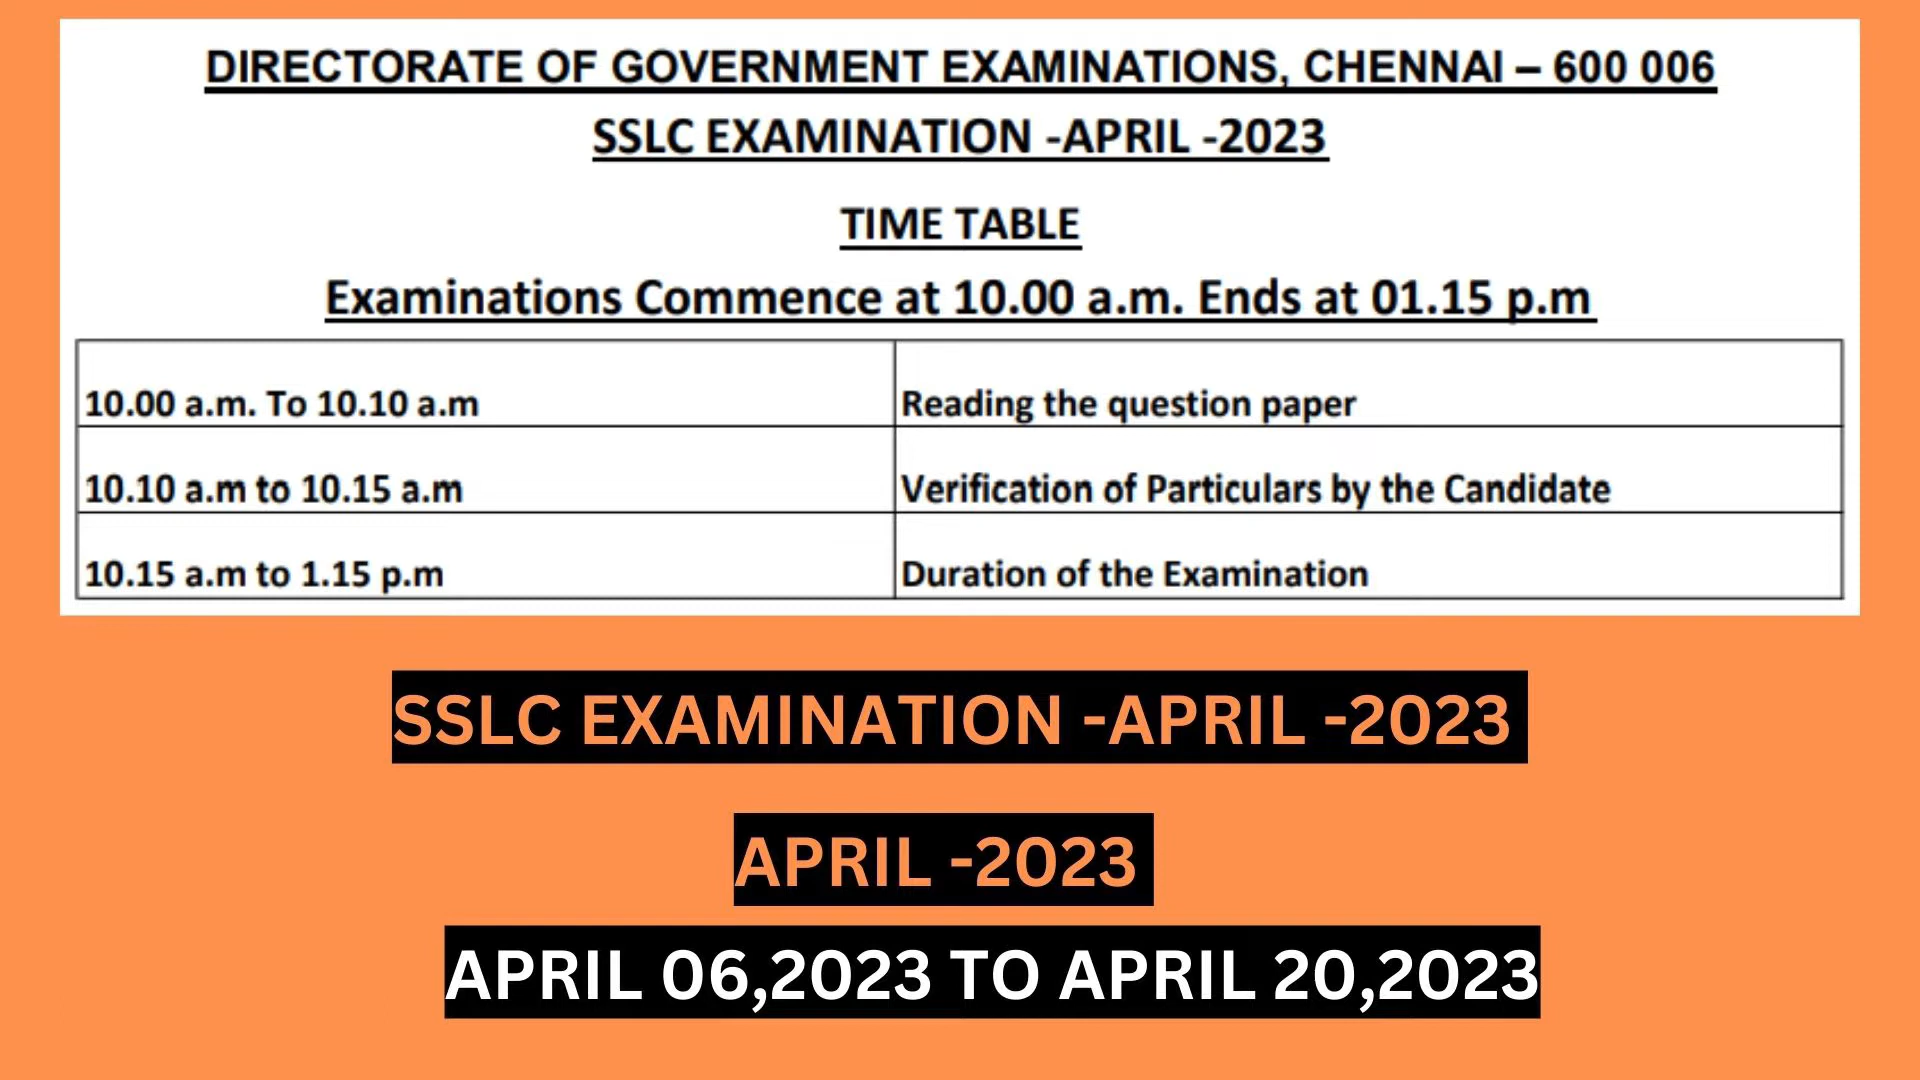 DIRECTORATE OF GOVERNMENT EXAMINATIONS, CHENNAI – 600 006
SSLC EXAMINATION -APRIL -2023
TIME TABLE
Examinations Commence at 10.00 a.m. Ends at 01.15 p.m
10.00 a.m. To 10.10 a.m Reading the question paper
10.10 a.m to 10.15 a.m Verification of Particulars by the Candidate
10.15 a.m to 1.15 p.m Duration of the Examination
SSLC EXAMINATION -APRIL -2023
APRIL -2023
APRIL 06,2023 TO APRIL 20,2023